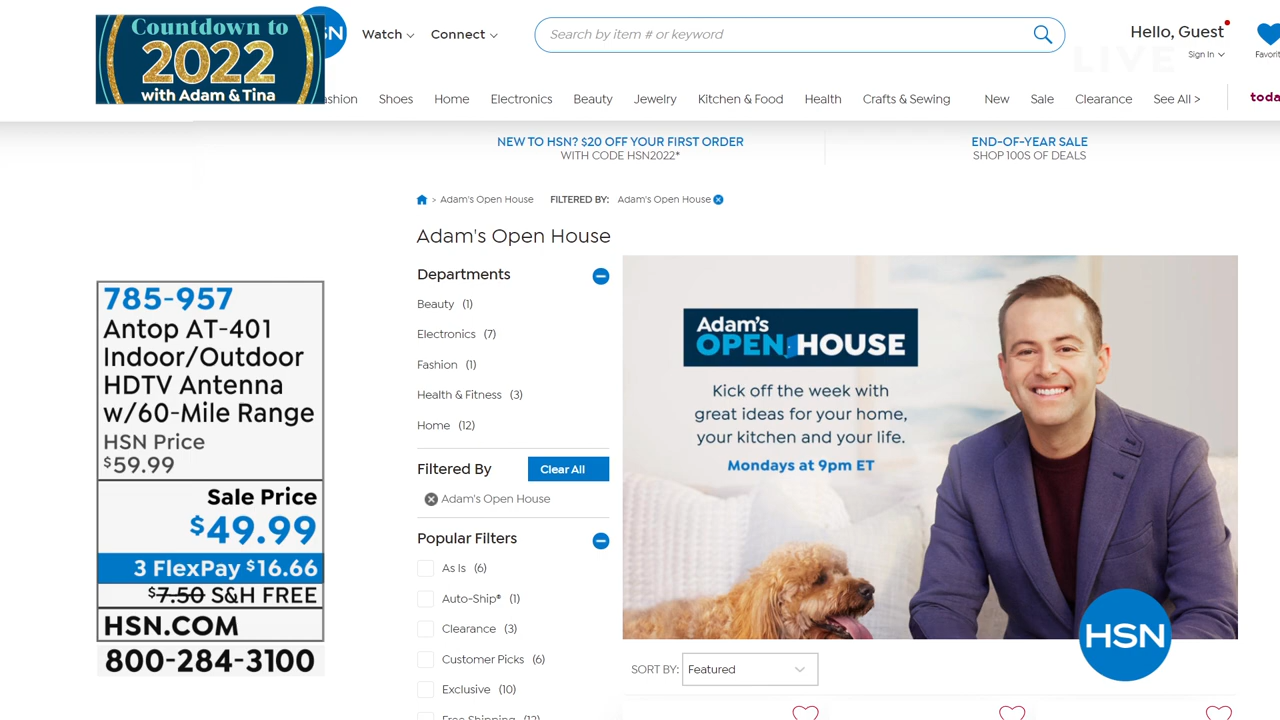 Countdown to
2022
with Adam & Tina
SN
Watch
Connect
Search by item # or keyword
Hello, Guest
Sign In
Favorit
LIVE
ashion
Shoes
Home
Electronics
Beauty
Jewelry
Kitchen & Food
Health
Crafts & Sewing
New
Sale
Clearance
See All >
toda
NEW TO HSN? $20 OFF YOUR FIRST ORDER
WITH CODE HSN2022*
END-OF-YEAR SALE
SHOP 100S OF DEALS
> Adam's Open House
FILTERED BY: Adam's Open House
Adam's Open House
Departments
Beauty (1)
Electronics (7)
Fashion (1)
Health & Fitness (3)
Home (12)
Filtered By
Clear All
Adam's Open House
Popular Filters
As Is (6)
Auto-Ship® (1)
Clearance (3)
Customer Picks (6)
Exclusive (10)
Free Shipping (12)
785-957
Antop AT-401
Indoor/Outdoor
HDTV Antenna
w/60-Mile Range
HSN Price
$59.99
Sale Price
$49.99
3 FlexPay $16.66
$7.50 S&H FREE
HSN.COM
800-284-3100
Adam's
OPEN HOUSE
Kick off the week with
great ideas for your home,
your kitchen and your life.
Mondays at 9pm ET
HSN
SORT BY: Featured